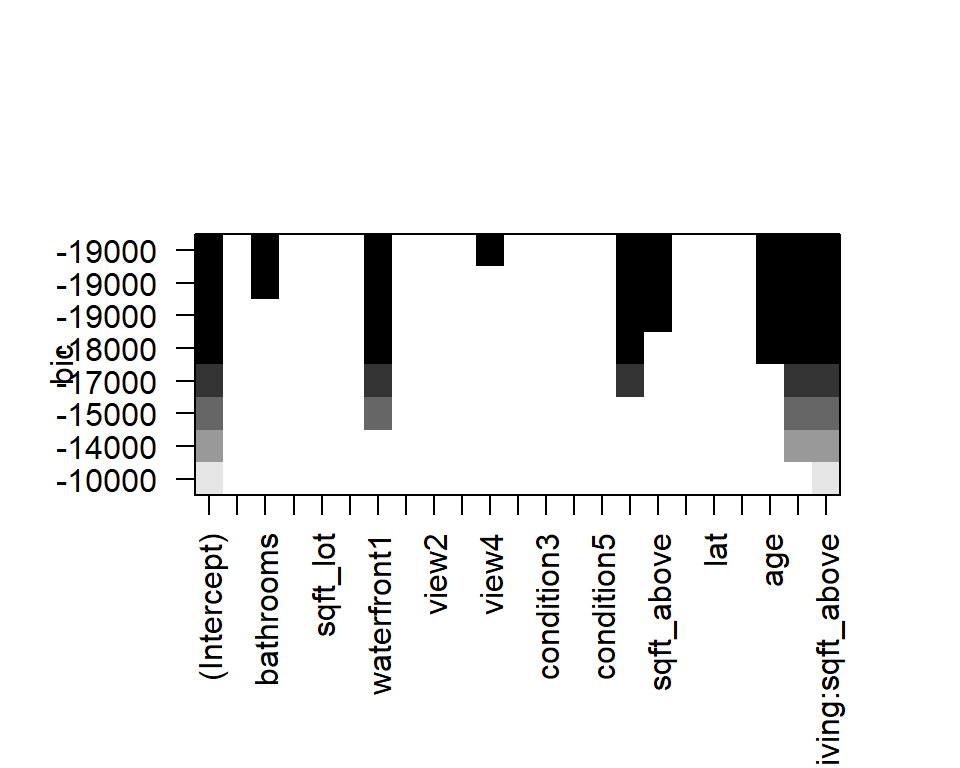 -19000
-19000
-19000
-18000
-17000
-15000
-14000
-10000
bic
(Intercept)
bathrooms
sqft_lot
waterfront1
view2
view4
condition3
condition5
sqft_above
lat
age
iving:sqft_above